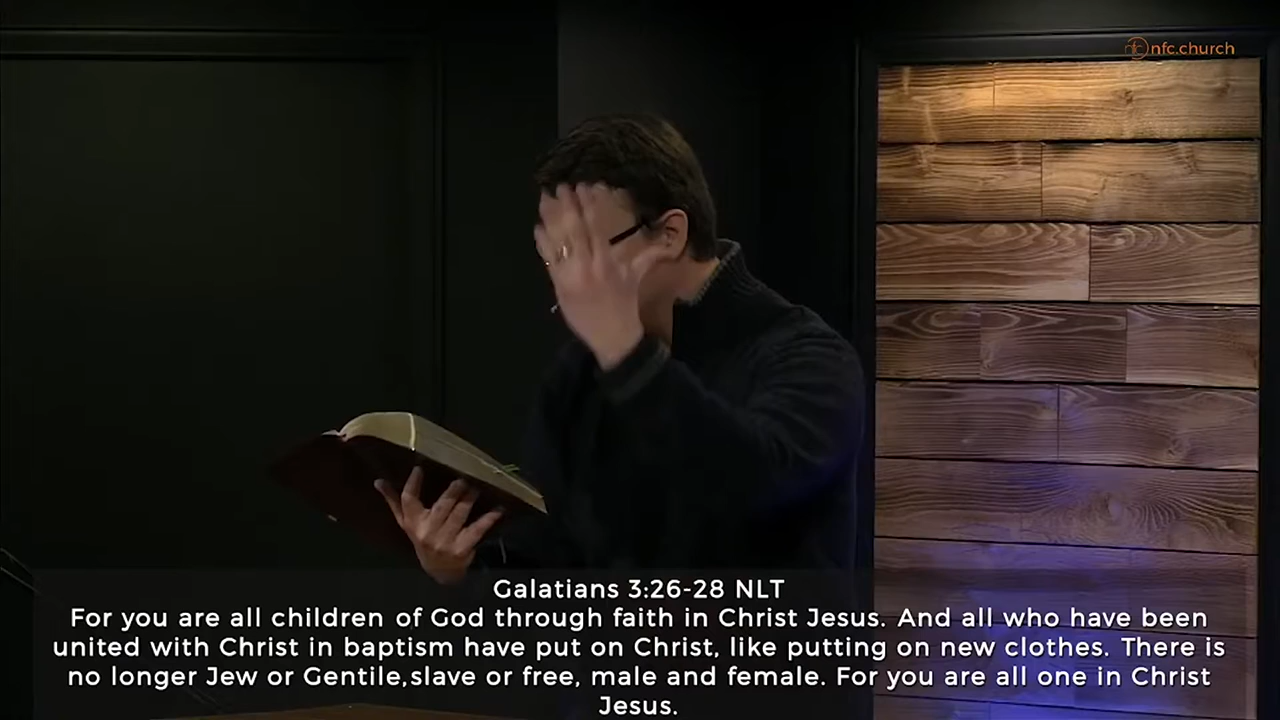 nfc.church
Galatians 3:26-28 NLT
For you are all children of God through faith in Christ Jesus. And all who have been
united with Christ in baptism have put on Christ, like putting on new clothes. There is
no longer Jew or Gentile,slave or free, male and female. For you are all one in Christ
Jesus.